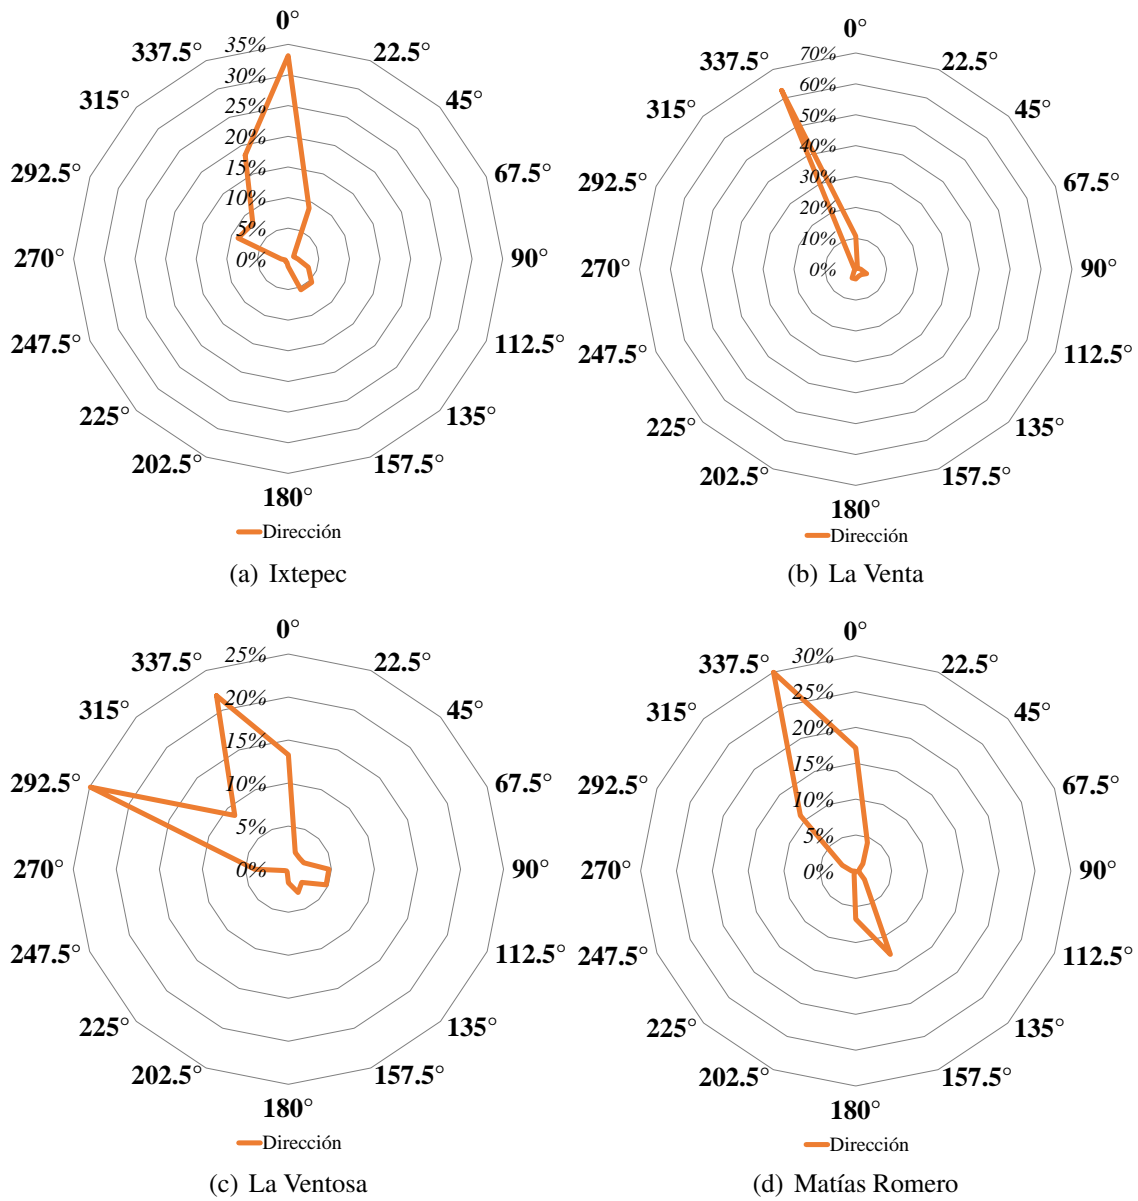 0°
337.5° 35% 22.5°
315° 30% 45°
25%
20%
292.5° 15% 67.5°
10%
5%
270° 0% 90°
247.5° 112.5°
225° 135°
202.5° 157.5°
180°
Dirección
(a) Ixtepec
0°
337.5° 70% 22.5°
315° 60% 45°
50%
40%
292.5° 30% 67.5°
20%
10%
270° 0% 90°
247.5° 112.5°
225° 135°
202.5° 157.5°
180°
Dirección
(b) La Venta
0°
337.5° 25% 22.5°
315° 20% 45°
15%
292.5° 10% 67.5°
5%
270° 0% 90°
247.5° 112.5°
225° 135°
202.5° 157.5°
180°
Dirección
(c) La Ventosa
0°
337.5° 30% 22.5°
315° 25% 45°
20%
292.5° 15% 67.5°
10%
5%
270° 0% 90°
247.5° 112.5°
225° 135°
202.5° 157.5°
180°
Dirección
(d) Matías Romero